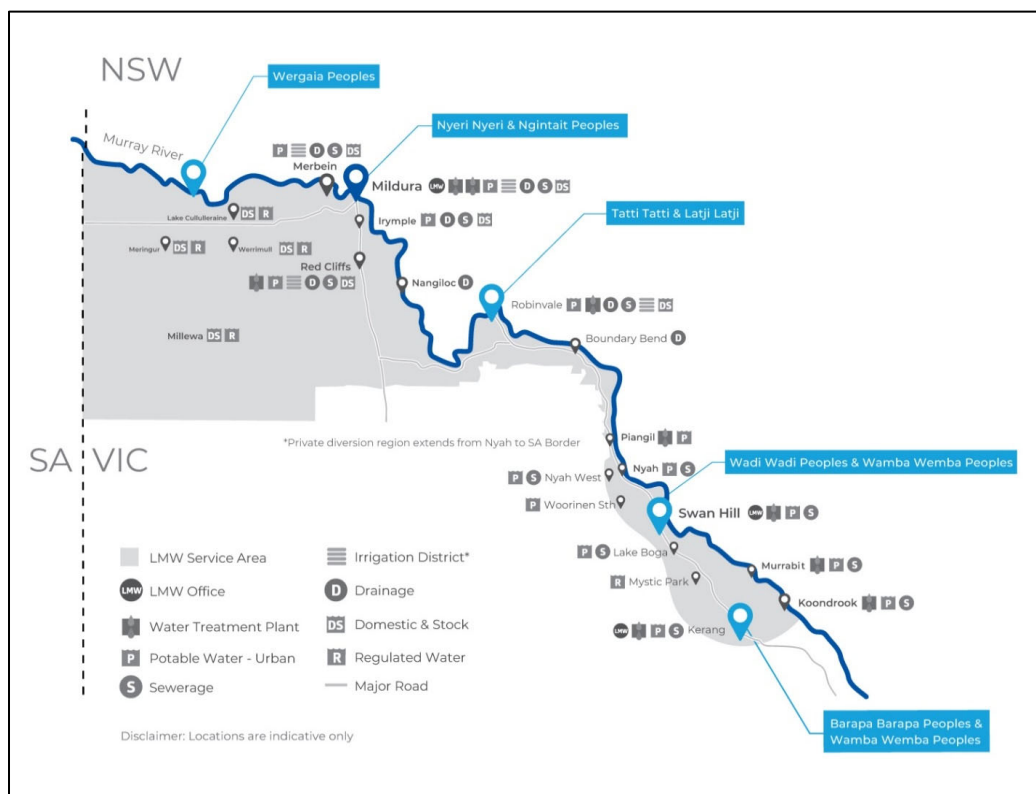 NSW
Wergaia Peoples
Nyeri Nyeri & Ngintait Peoples
Murray River
P D S DS
Merbein
Mildura LMW P D S DS
Tatti Tatti & Latji Latji
Lake Cullulleraine DS R
Irymple P D S DS
Meringur DS R
Werrimull DS R
Red Cliffs
P D S DS
Nangiloc D
Robinvale P D S DS
Millewa DS R
Boundary Bend D
*Private diversion region extends from Nyah to SA Border
Piangil P
SA VIC
Wadi Wadi Peoples & Wamba Wemba Peoples
Nyah P S
P S Nyah West
P Woorinen Sth
Swan Hill LMW P S
LMW Service Area
Irrigation District*
P S Lake Boga
Murrabit P S
LMW LMW Office
D Drainage
R Mystic Park
Koondrook P S
Water Treatment Plant
DS Domestic & Stock
LMW P S Kerang
P Potable Water - Urban
R Regulated Water
S Sewerage
Major Road
Barapa Barapa Peoples &
Wamba Wemba Peoples
Disclaimer: Locations are indicative only